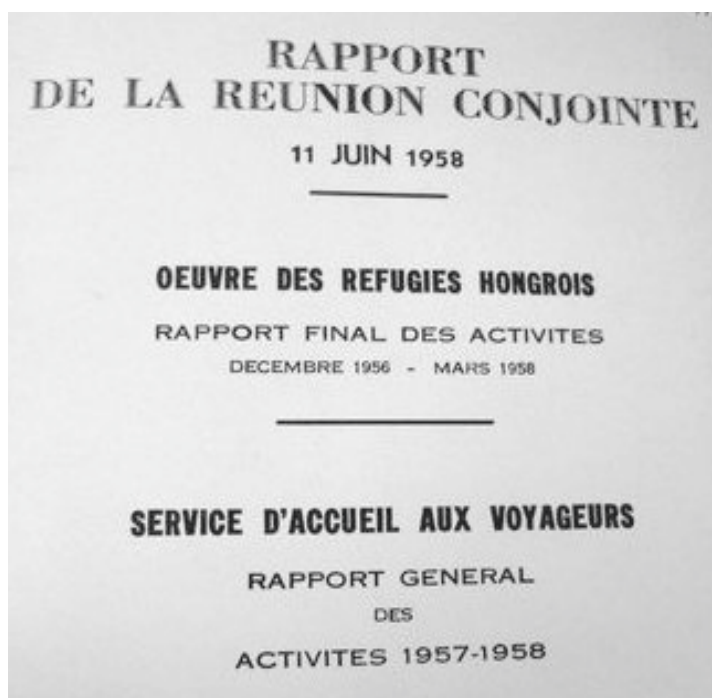 RAPPORT
DE LA REUNION CONJOINTE
11 JUIN 1958
OEUVRE DES REFUGIES HONGROIS
RAPPORT FINAL DES ACTIVITES
DECEMBRE 1956 - MARS 1958
SERVICE D'ACCUEIL AUX VOYAGEURS
RAPPORT GENERAL
DES
ACTIVITES 1957-1958